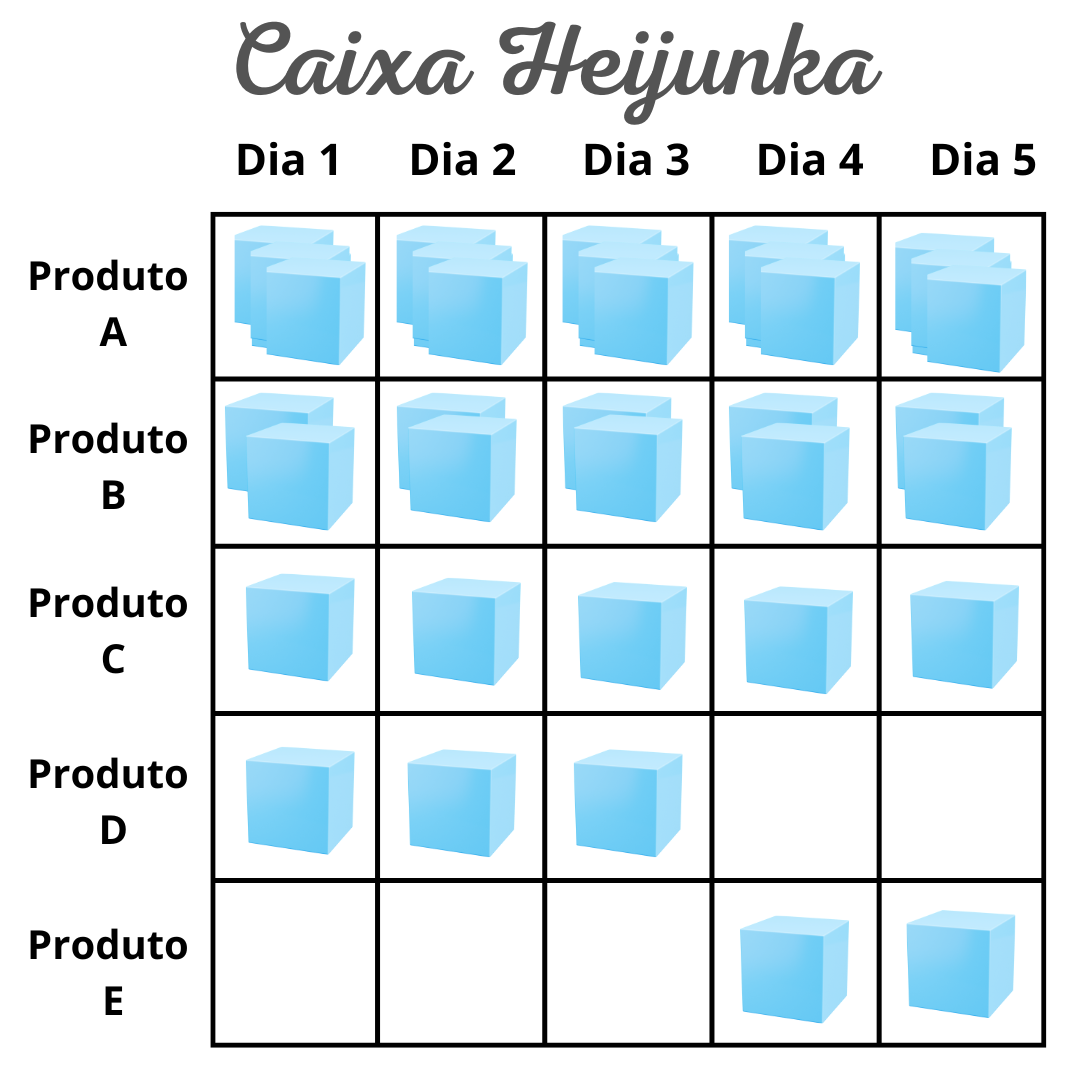 Caixa Heijunka
Dia 1 Dia 2 Dia 3 Dia 4 Dia 5
Produto
A
Produto
B
Produto
C
Produto
D
Produto
E